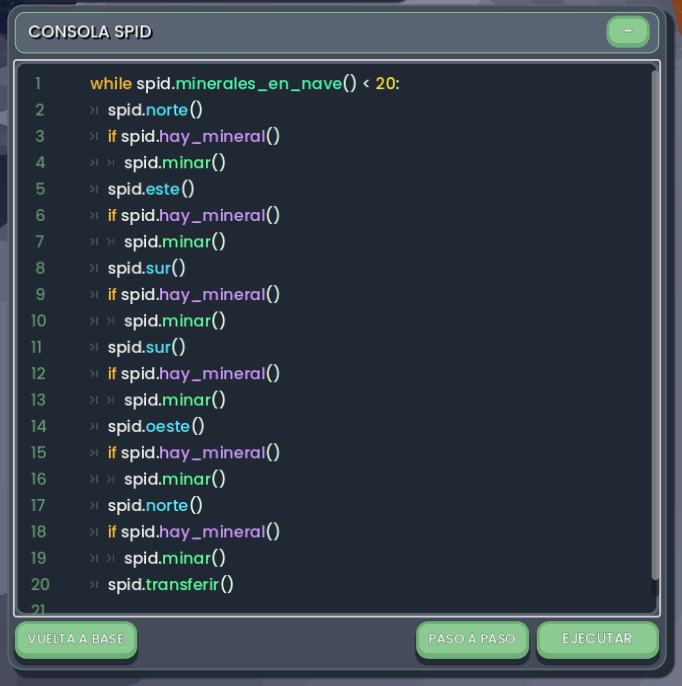 CONSOLA SPID
-
1 while spid.minerales_en_nave() < 20:
2 spid.norte()
3 if spid.hay_mineral()
4 spid.minar()
5 spid.este()
6 if spid.hay_mineral()
7 spid.minar()
8 spid.sur()
9 if spid.hay_mineral()
10 spid.minar()
11 spid.sur()
12 if spid.hay_mineral()
13 spid.minar()
14 spid.oeste()
15 if spid.hay_mineral()
16 spid.minar()
17 spid.norte()
18 if spid.hay_mineral()
19 spid.minar()
20 spid.transferir()
21
VUELTA A BASE PASO A PASO EJECUTAR